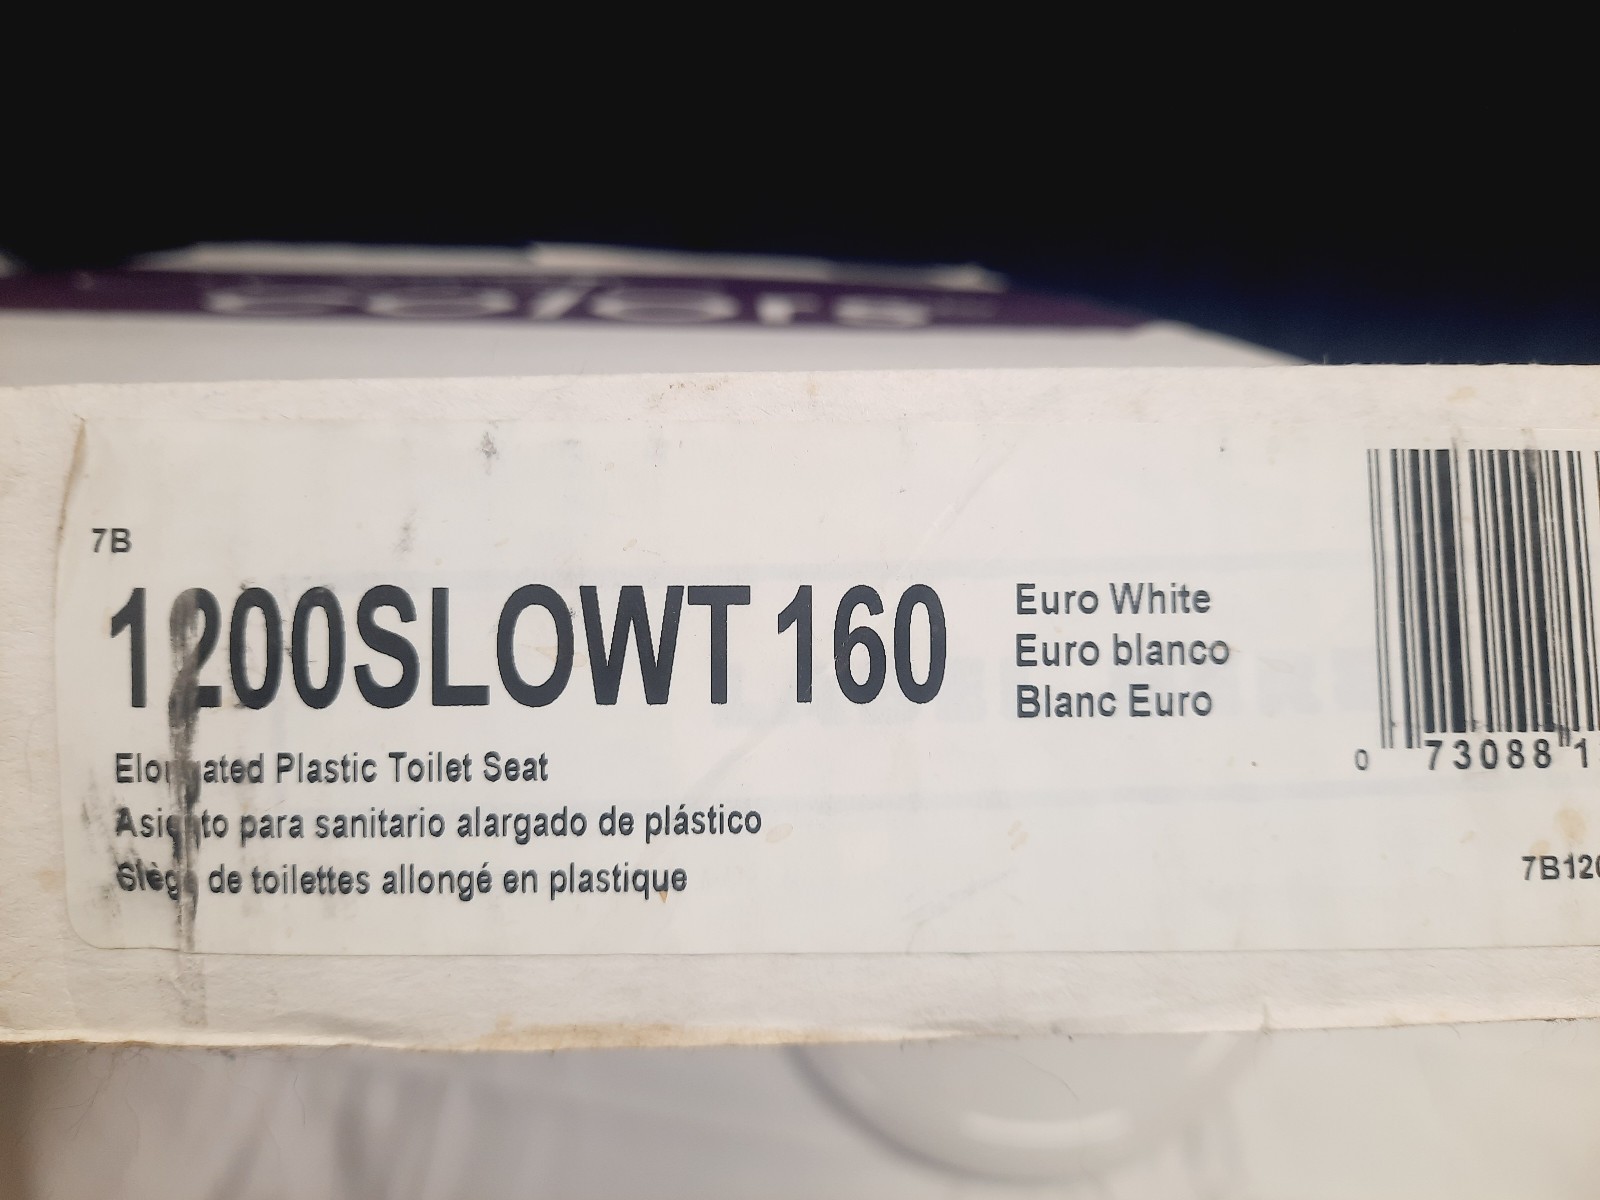 colors
7B
1200SLOWT 160
Euro White
Euro blanco
Blanc Euro
Elongated Plastic Toilet Seat
Asiento para sanitario alargado de plástico
Siège de toilettes allongé en plastique
0 73088 1
7B120